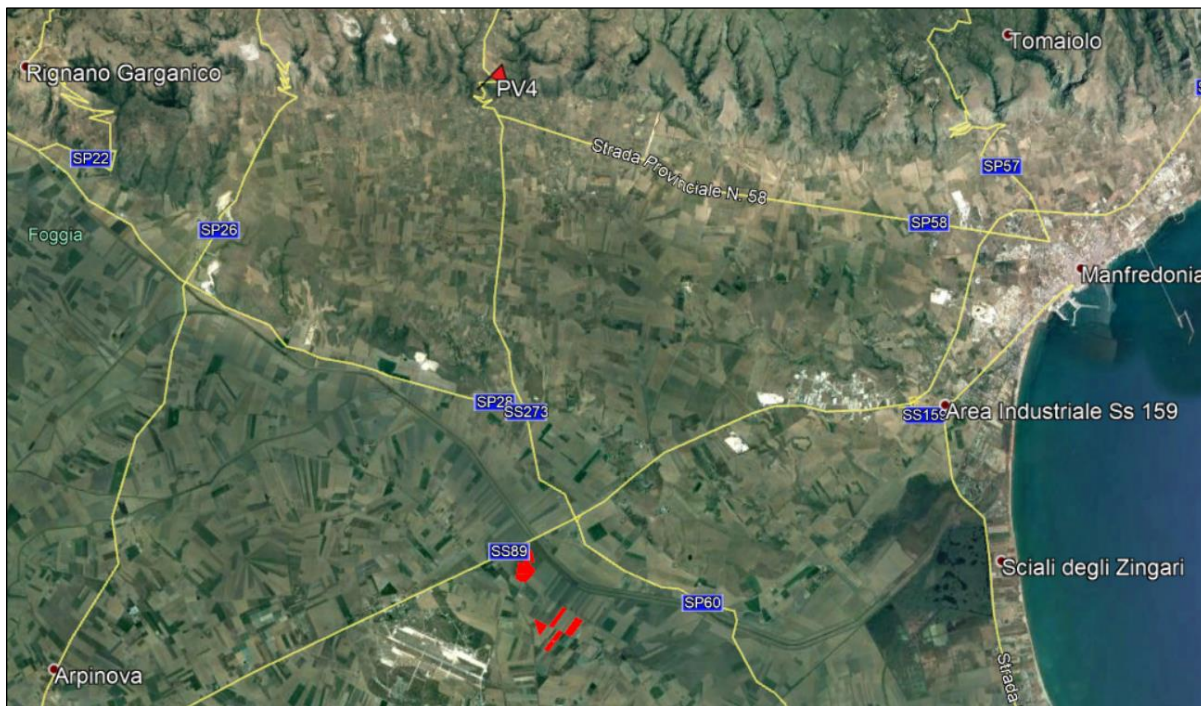 Tomaiolo
Rignano Garganico
PV4
Strada Provinciale N. 58
SP22
SP57
SP26
SP58
Foggia
Manfredonia
SP28
SS273
SS159
Area Industriale Ss 159
SS89
Sciali degli Zingari
SP60
Arpinova
Strada